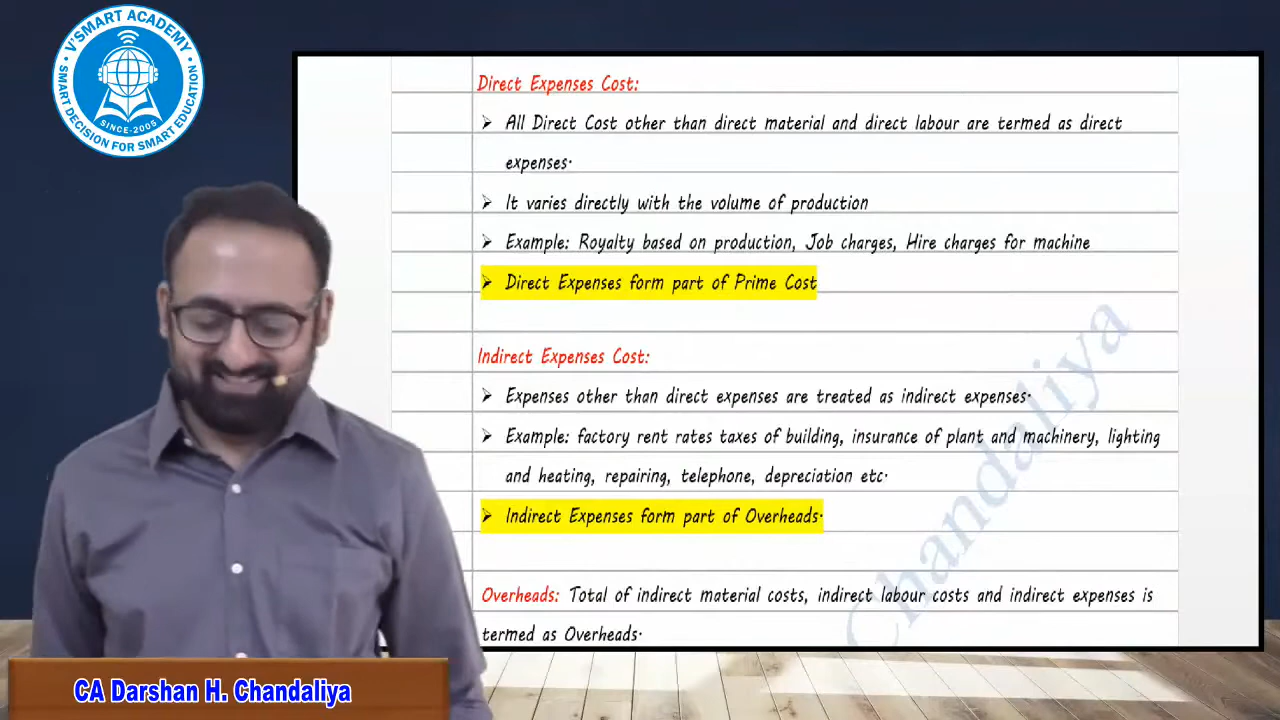 V'SMART ACADEMY
SMART DECISION FOR SMART EDUCATION
SINCE-2005
Direct Expenses Cost:
➢ All Direct Cost other than direct material and direct labour are termed as direct
expenses.
➢ It varies directly with the volume of production
➢ Example: Royalty based on production, Job charges, Hire charges for machine
➢ Direct Expenses form part of Prime Cost
Indirect Expenses Cost:
➢ Expenses other than direct expenses are treated as indirect expenses.
➢ Example: factory rent rates taxes of building, insurance of plant and machinery, lighting
and heating, repairing, telephone, depreciation etc.
➢ Indirect Expenses form part of Overheads.
Overheads: Total of indirect material costs, indirect labour costs and indirect expenses is
termed as Overheads.
Chandaliya
CA Darshan H. Chandaliya